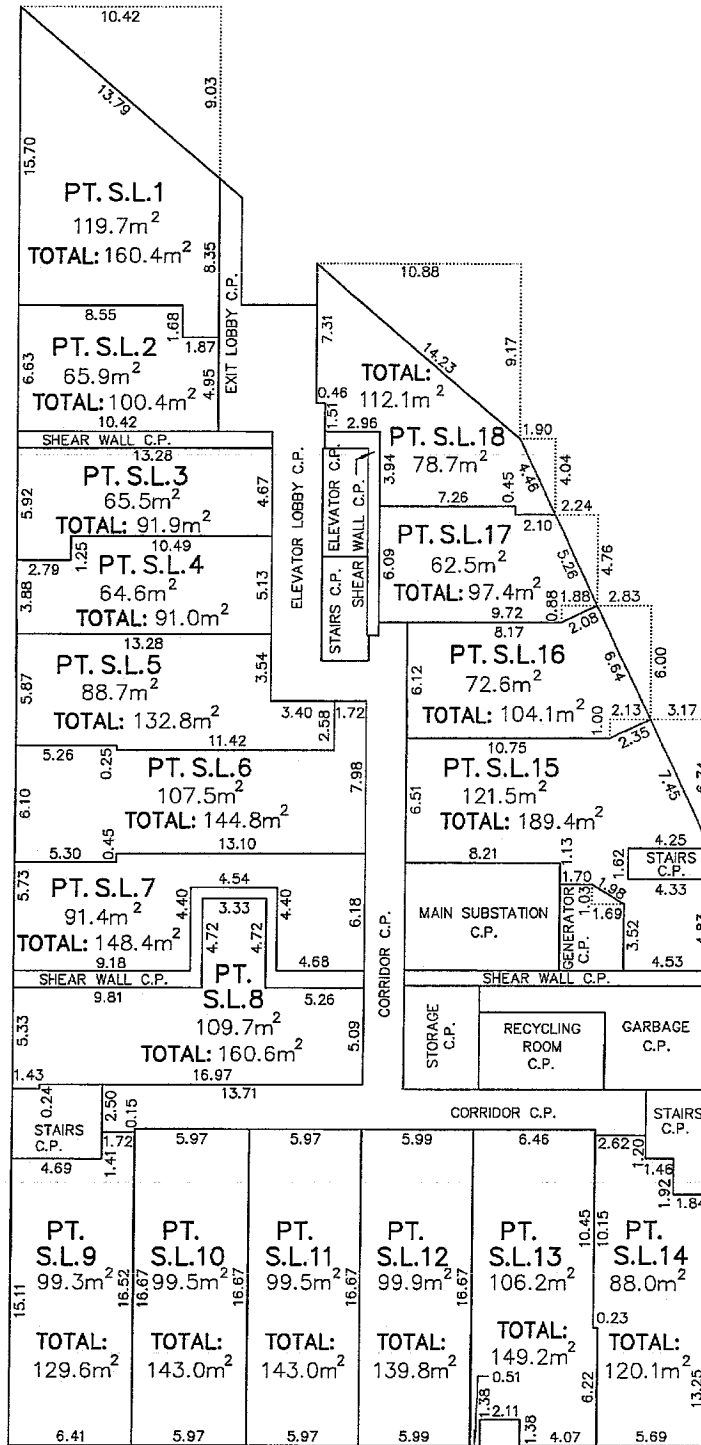 10.42
9.03
13.79
15.70
PT. S.L.1
119.7m²
TOTAL: 160.4m²
8.35
EXIT LOBBY C.P.
8.55
1.68
1.87
PT. S.L.2
65.9m²
TOTAL: 100.4m²
6.63
4.95
10.42
SHEAR WALL C.P.
13.28
PT. S.L.3
65.5m²
TOTAL: 91.9m²
5.92
4.67
1.25
10.49
2.79
PT. S.L.4
64.6m²
TOTAL: 91.0m²
3.88
5.13
13.28
PT. S.L.5
88.7m²
TOTAL: 132.8m²
5.87
3.54
3.40
1.72
2.58
5.26
0.25
11.42
PT. S.L.6
107.5m²
TOTAL: 144.8m²
6.10
7.98
0.45
5.30
13.10
PT. S.L.7
91.4m²
TOTAL: 148.4m²
5.73
4.54
4.40
4.40
3.33
4.72
4.72
6.18
9.18
4.68
SHEAR WALL C.P.
9.81
5.26
PT.
S.L.8
109.7m²
TOTAL: 160.6m²
5.33
5.09
1.43
16.97
0.24
13.71
2.50
0.15
STAIRS
C.P.
1.72
4.69
1.41
ELEVATOR LOBBY C.P.
ELEVATOR C.P.
SHEAR WALL C.P.
STAIRS C.P.
10.88
7.31
9.17
14.23
TOTAL:
112.1m²
0.46
1.51
2.96
PT. S.L.18
78.7m²
1.90
4.04
4.46
3.94
7.26
0.45
2.24
2.10
PT. S.L.17
62.5m²
TOTAL: 97.4m²
6.09
5.26
4.76
9.72
0.88
1.88
2.83
8.17
2.08
PT. S.L.16
72.6m²
TOTAL: 104.1m²
6.12
6.64
6.00
1.00
2.13
3.17
10.75
2.35
PT. S.L.15
121.5m²
TOTAL: 189.4m²
6.51
7.45
6.74
8.21
1.13
1.62
4.25
STAIRS
C.P.
4.33
1.70
1.98
1.03
1.69
MAIN SUBSTATION
C.P.
GENERATOR
C.P.
3.52
4.83
4.53
SHEAR WALL C.P.
CORRIDOR C.P.
STORAGE
C.P.
RECYCLING
ROOM
C.P.
GARBAGE
C.P.
CORRIDOR C.P.
STAIRS
C.P.
5.97
5.97
5.99
6.46
2.62
1.20
1.46
1.92
1.84
PT.
S.L.9
99.3m²
TOTAL:
129.6m²
15.11
16.52
6.41
PT.
S.L.10
99.5m²
TOTAL:
143.0m²
16.67
16.67
5.97
PT.
S.L.11
99.5m²
TOTAL:
143.0m²
16.67
5.97
PT.
S.L.12
99.9m²
TOTAL:
139.8m²
16.67
5.99
PT.
S.L.13
106.2m²
TOTAL:
149.2m²
10.45
10.15
0.23
6.22
0.51
1.38
2.11
1.38
4.07
PT.
S.L.14
88.0m²
TOTAL:
120.1m²
13.25
5.69